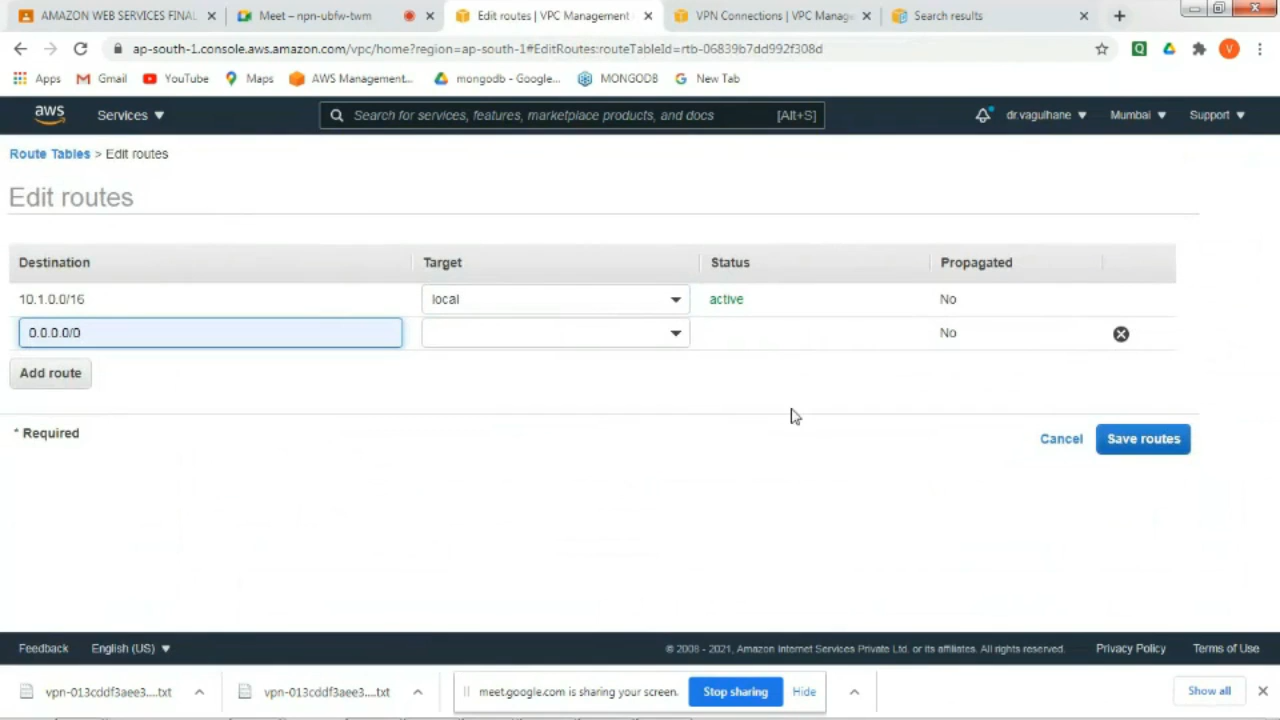 AMAZON WEB SERVICES FINAL
Meet – npn-ubfw-twm
Edit routes | VPC Management
VPN Connections | VPC Manag
Search results
ap-south-1.console.aws.amazon.com/vpc/home?region=ap-south-1#EditRoutes:routeTableId=rtb-06839b7dd992f308d
Q
V
Apps
Gmail
YouTube
Maps
AWS Management...
mongodb - Google...
MONGODB
New Tab
aws
Services
Search for services, features, marketplace products, and docs
[Alt+S]
dr.vagulhane
Mumbai
Support
Route Tables > Edit routes
Edit routes
Destination Target Status Propagated
10.1.0.0/16 local active No
0.0.0.0/0 No
Add route
* Required
Cancel
Save routes
Feedback
English (US)
© 2008 - 2021, Amazon Internet Services Private Ltd. or its affiliates. All rights reserved.
Privacy Policy
Terms of Use
vpn-013cddf3aee3....txt
vpn-013cddf3aee3....txt
meet.google.com is sharing your screen.
Stop sharing
Hide
Show all